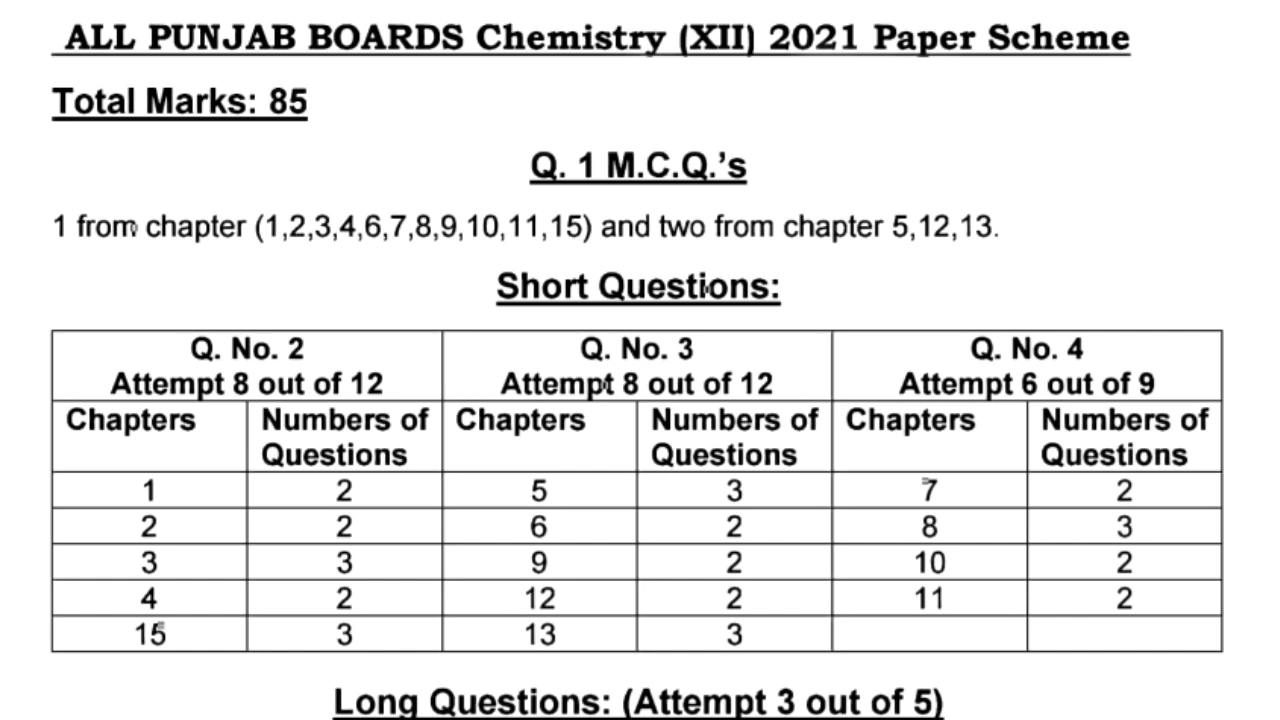 ALL PUNJAB BOARDS Chemistry (XII) 2021 Paper Scheme
Total Marks: 85
Q. 1 M.C.Q.'s
1 from chapter (1,2,3,4,6,7,8,9,10,11,15) and two from chapter 5,12,13.
Short Questions:
Q. No. 2 Q. No. 3 Q. No. 4
Attempt 8 out of 12 Attempt 8 out of 12 Attempt 6 out of 9
Chapters Numbers of Chapters Numbers of Chapters Numbers of
Questions Questions Questions
1 2 5 3 7 2
2 2 6 2 8 3
3 3 9 2 10 2
4 2 12 2 11 2
15 3 13 3
Long Questions: (Attempt 3 out of 5)